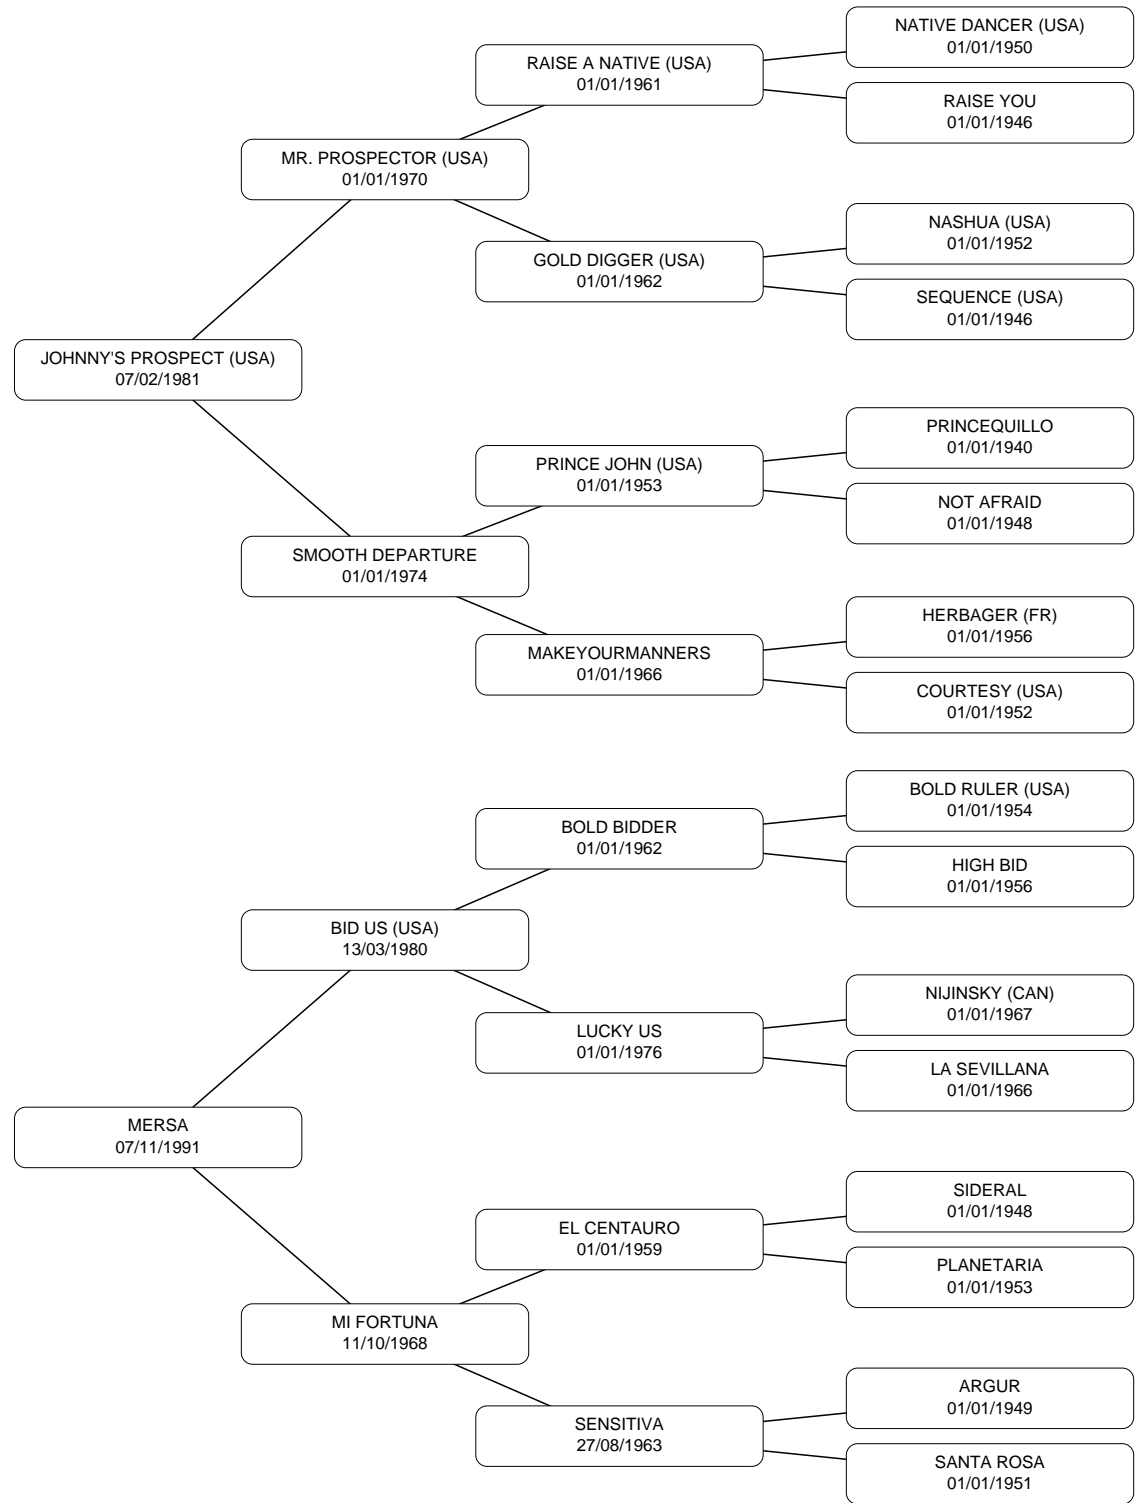 NATIVE DANCER (USA)
01/01/1950
RAISE A NATIVE (USA)
01/01/1961
RAISE YOU
01/01/1946
MR. PROSPECTOR (USA)
01/01/1970
NASHUA (USA)
01/01/1952
GOLD DIGGER (USA)
01/01/1962
SEQUENCE (USA)
01/01/1946
JOHNNY'S PROSPECT (USA)
07/02/1981
PRINCEQUILLO
01/01/1940
PRINCE JOHN (USA)
01/01/1953
NOT AFRAID
01/01/1948
SMOOTH DEPARTURE
01/01/1974
HERBAGER (FR)
01/01/1956
MAKEYOURMANNERS
01/01/1966
COURTESY (USA)
01/01/1952
BOLD RULER (USA)
01/01/1954
BOLD BIDDER
01/01/1962
HIGH BID
01/01/1956
BID US (USA)
13/03/1980
NIJINSKY (CAN)
01/01/1967
LUCKY US
01/01/1976
LA SEVILLANA
01/01/1966
MERSA
07/11/1991
SIDERAL
01/01/1948
EL CENTAURO
01/01/1959
PLANETARIA
01/01/1953
MI FORTUNA
11/10/1968
ARGUR
01/01/1949
SENSITIVA
27/08/1963
SANTA ROSA
01/01/1951